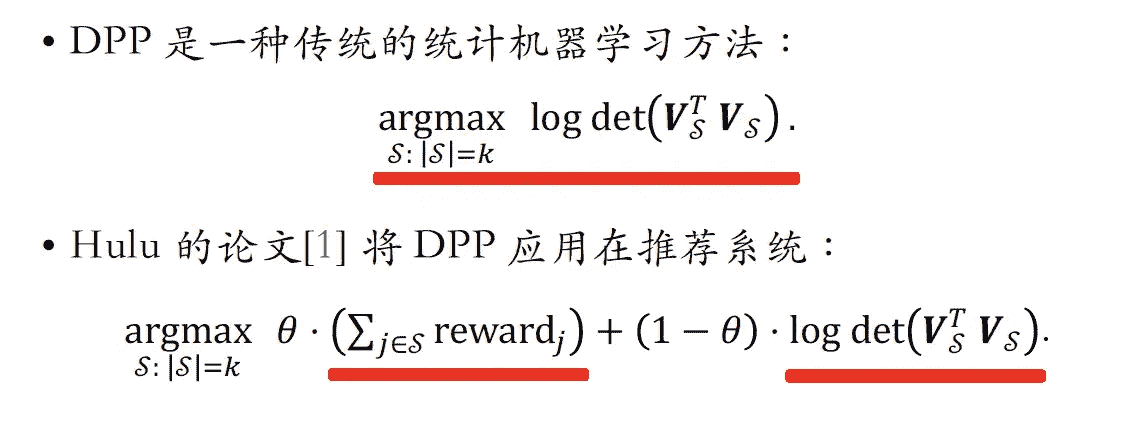 • DPP 是一种传统的统计机器学习方法：
argmax log det(𝑽_𝒮^T 𝑽_𝒮).
𝒮: |𝒮|=k
• Hulu 的论文[1] 将 DPP 应用在推荐系统：
argmax θ · (∑_{j∈𝒮} reward_j) + (1 − θ) · log det(𝑽_𝒮^T 𝑽_𝒮).
𝒮: |𝒮|=k